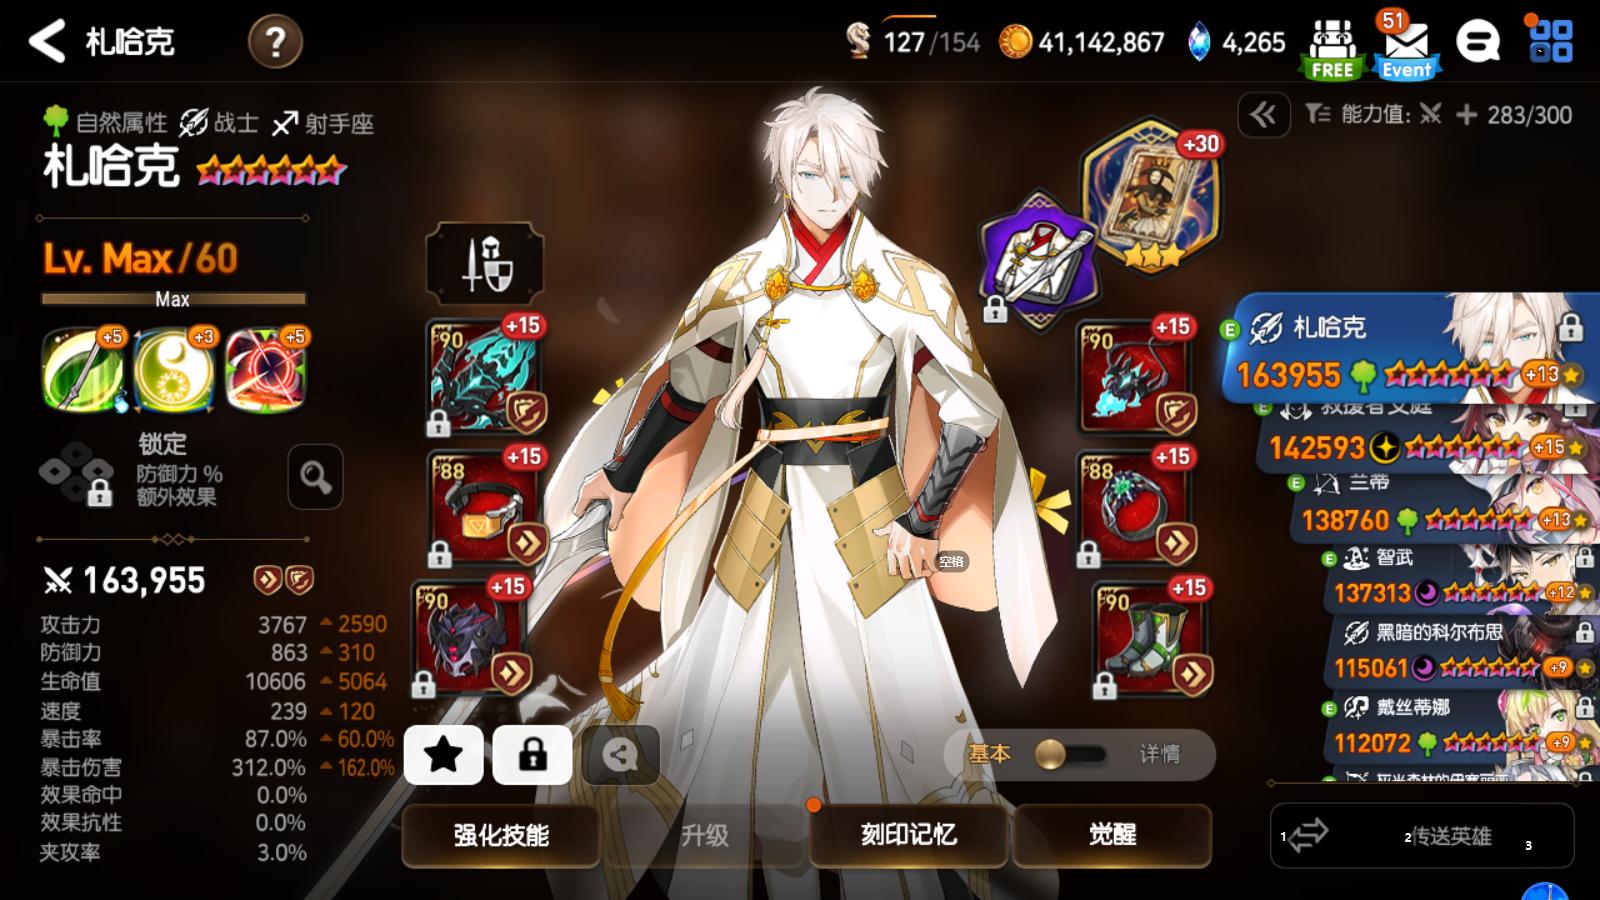 札哈克
?
127/154
41,142,867
4,265
FREE
51
Event
自然属性 战士 射手座
札哈克
Lv. Max/60
Max
+5
+3
+5
锁定
防御力 %
额外效果
163,955
攻击力 3767 2590
防御力 863 310
生命值 10606 5064
速度 239 120
暴击率 87.0% 60.0%
暴击伤害 312.0% 162.0%
效果命中 0.0%
效果抗性 0.0%
夹攻率 3.0%
90 +15
88 +15
90 +15
+30
90 +15
88 +15
90 +15
空格
基本 详情
强化技能
升级
刻印记忆
觉醒
能力值: 283/300
E 札哈克
163955 +13
E 救援者艾庭
142593 +15
E 兰蒂
138760 +13
E 智武
137313 +12
黑暗的科尔布思
115061 +9
E 戴丝蒂娜
112072 +9
1
2 传送英雄
3